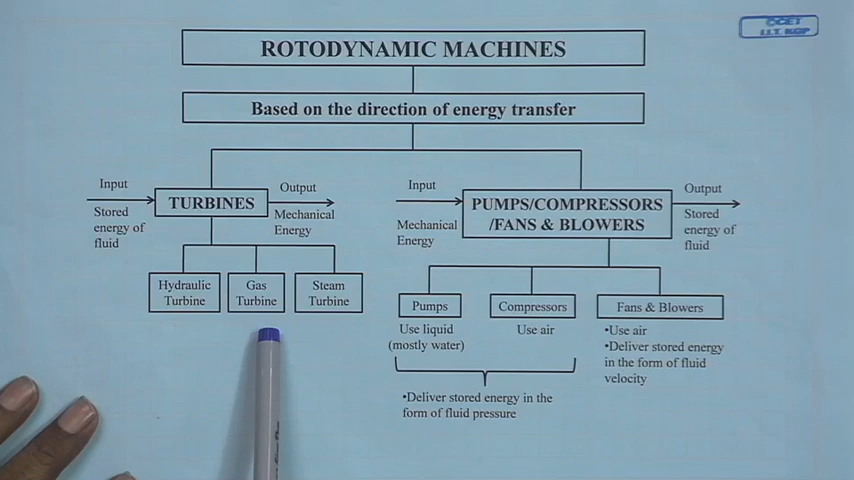 ©CET
I.I.T. KGP
ROTODYNAMIC MACHINES
Based on the direction of energy transfer
Input
Stored
energy of
fluid
TURBINES
Output
Mechanical
Energy
Hydraulic
Turbine
Gas
Turbine
Steam
Turbine
Input
Mechanical
Energy
PUMPS/COMPRESSORS
/FANS & BLOWERS
Output
Stored
energy of
fluid
Pumps
Use liquid
(mostly water)
Compressors
Use air
•Deliver stored energy in the
form of fluid pressure
Fans & Blowers
•Use air
•Deliver stored energy
in the form of fluid
velocity